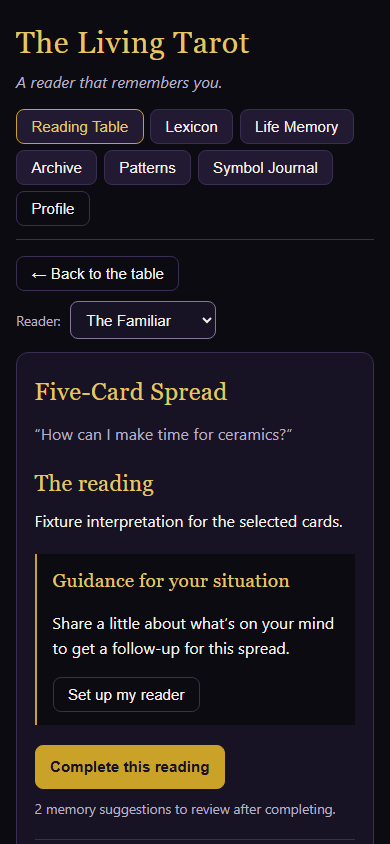 The Living Tarot
A reader that remembers you.
Reading Table
Lexicon
Life Memory
Archive
Patterns
Symbol Journal
Profile
← Back to the table
Reader:
The Familiar
Five-Card Spread
“How can I make time for ceramics?”
The reading
Fixture interpretation for the selected cards.
Guidance for your situation
Share a little about what’s on your mind
to get a follow-up for this spread.
Set up my reader
Complete this reading
2 memory suggestions to review after completing.